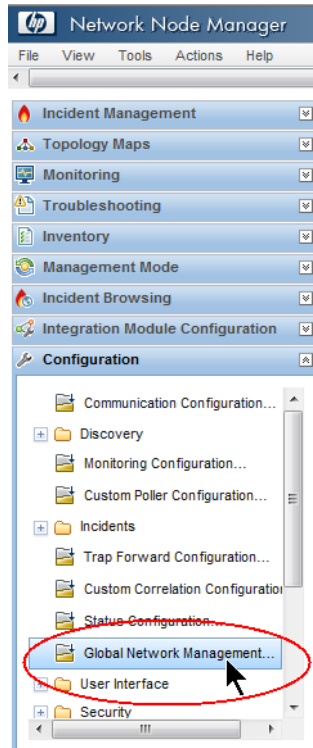 hp Network Node Manager
File View Tools Actions Help
Incident Management
Topology Maps
Monitoring
Troubleshooting
Inventory
Management Mode
Incident Browsing
Integration Module Configuration
Configuration
Communication Configuration...
Discovery
Monitoring Configuration...
Custom Poller Configuration...
Incidents
Trap Forward Configuration...
Custom Correlation Configuration
Status Configuration...
Global Network Management...
User Interface
Security